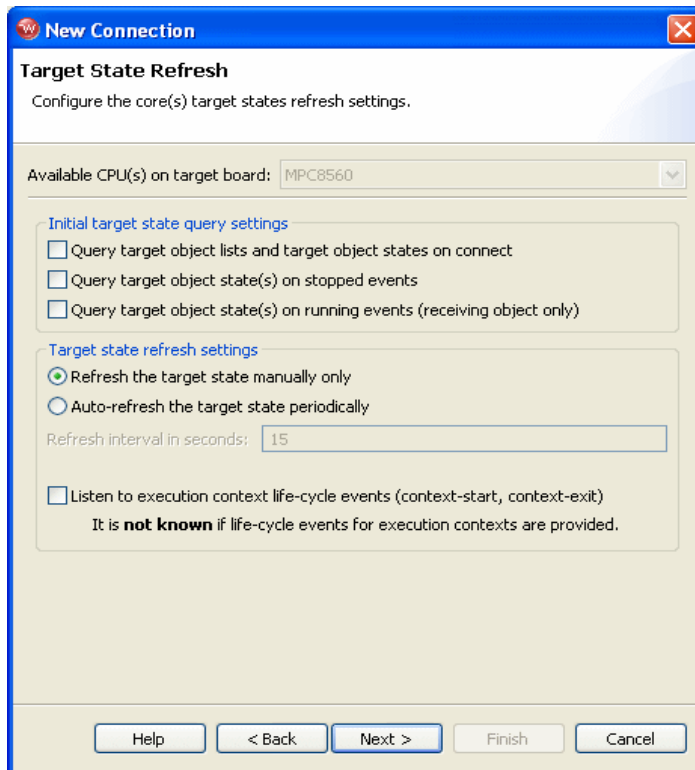 New Connection
Target State Refresh
Configure the core(s) target states refresh settings.
Available CPU(s) on target board: MPC8560
Initial target state query settings
Query target object lists and target object states on connect
Query target object state(s) on stopped events
Query target object state(s) on running events (receiving object only)
Target state refresh settings
Refresh the target state manually only
Auto-refresh the target state periodically
Refresh interval in seconds: 15
Listen to execution context life-cycle events (context-start, context-exit)
It is not known if life-cycle events for execution contexts are provided.
Help < Back Next > Finish Cancel